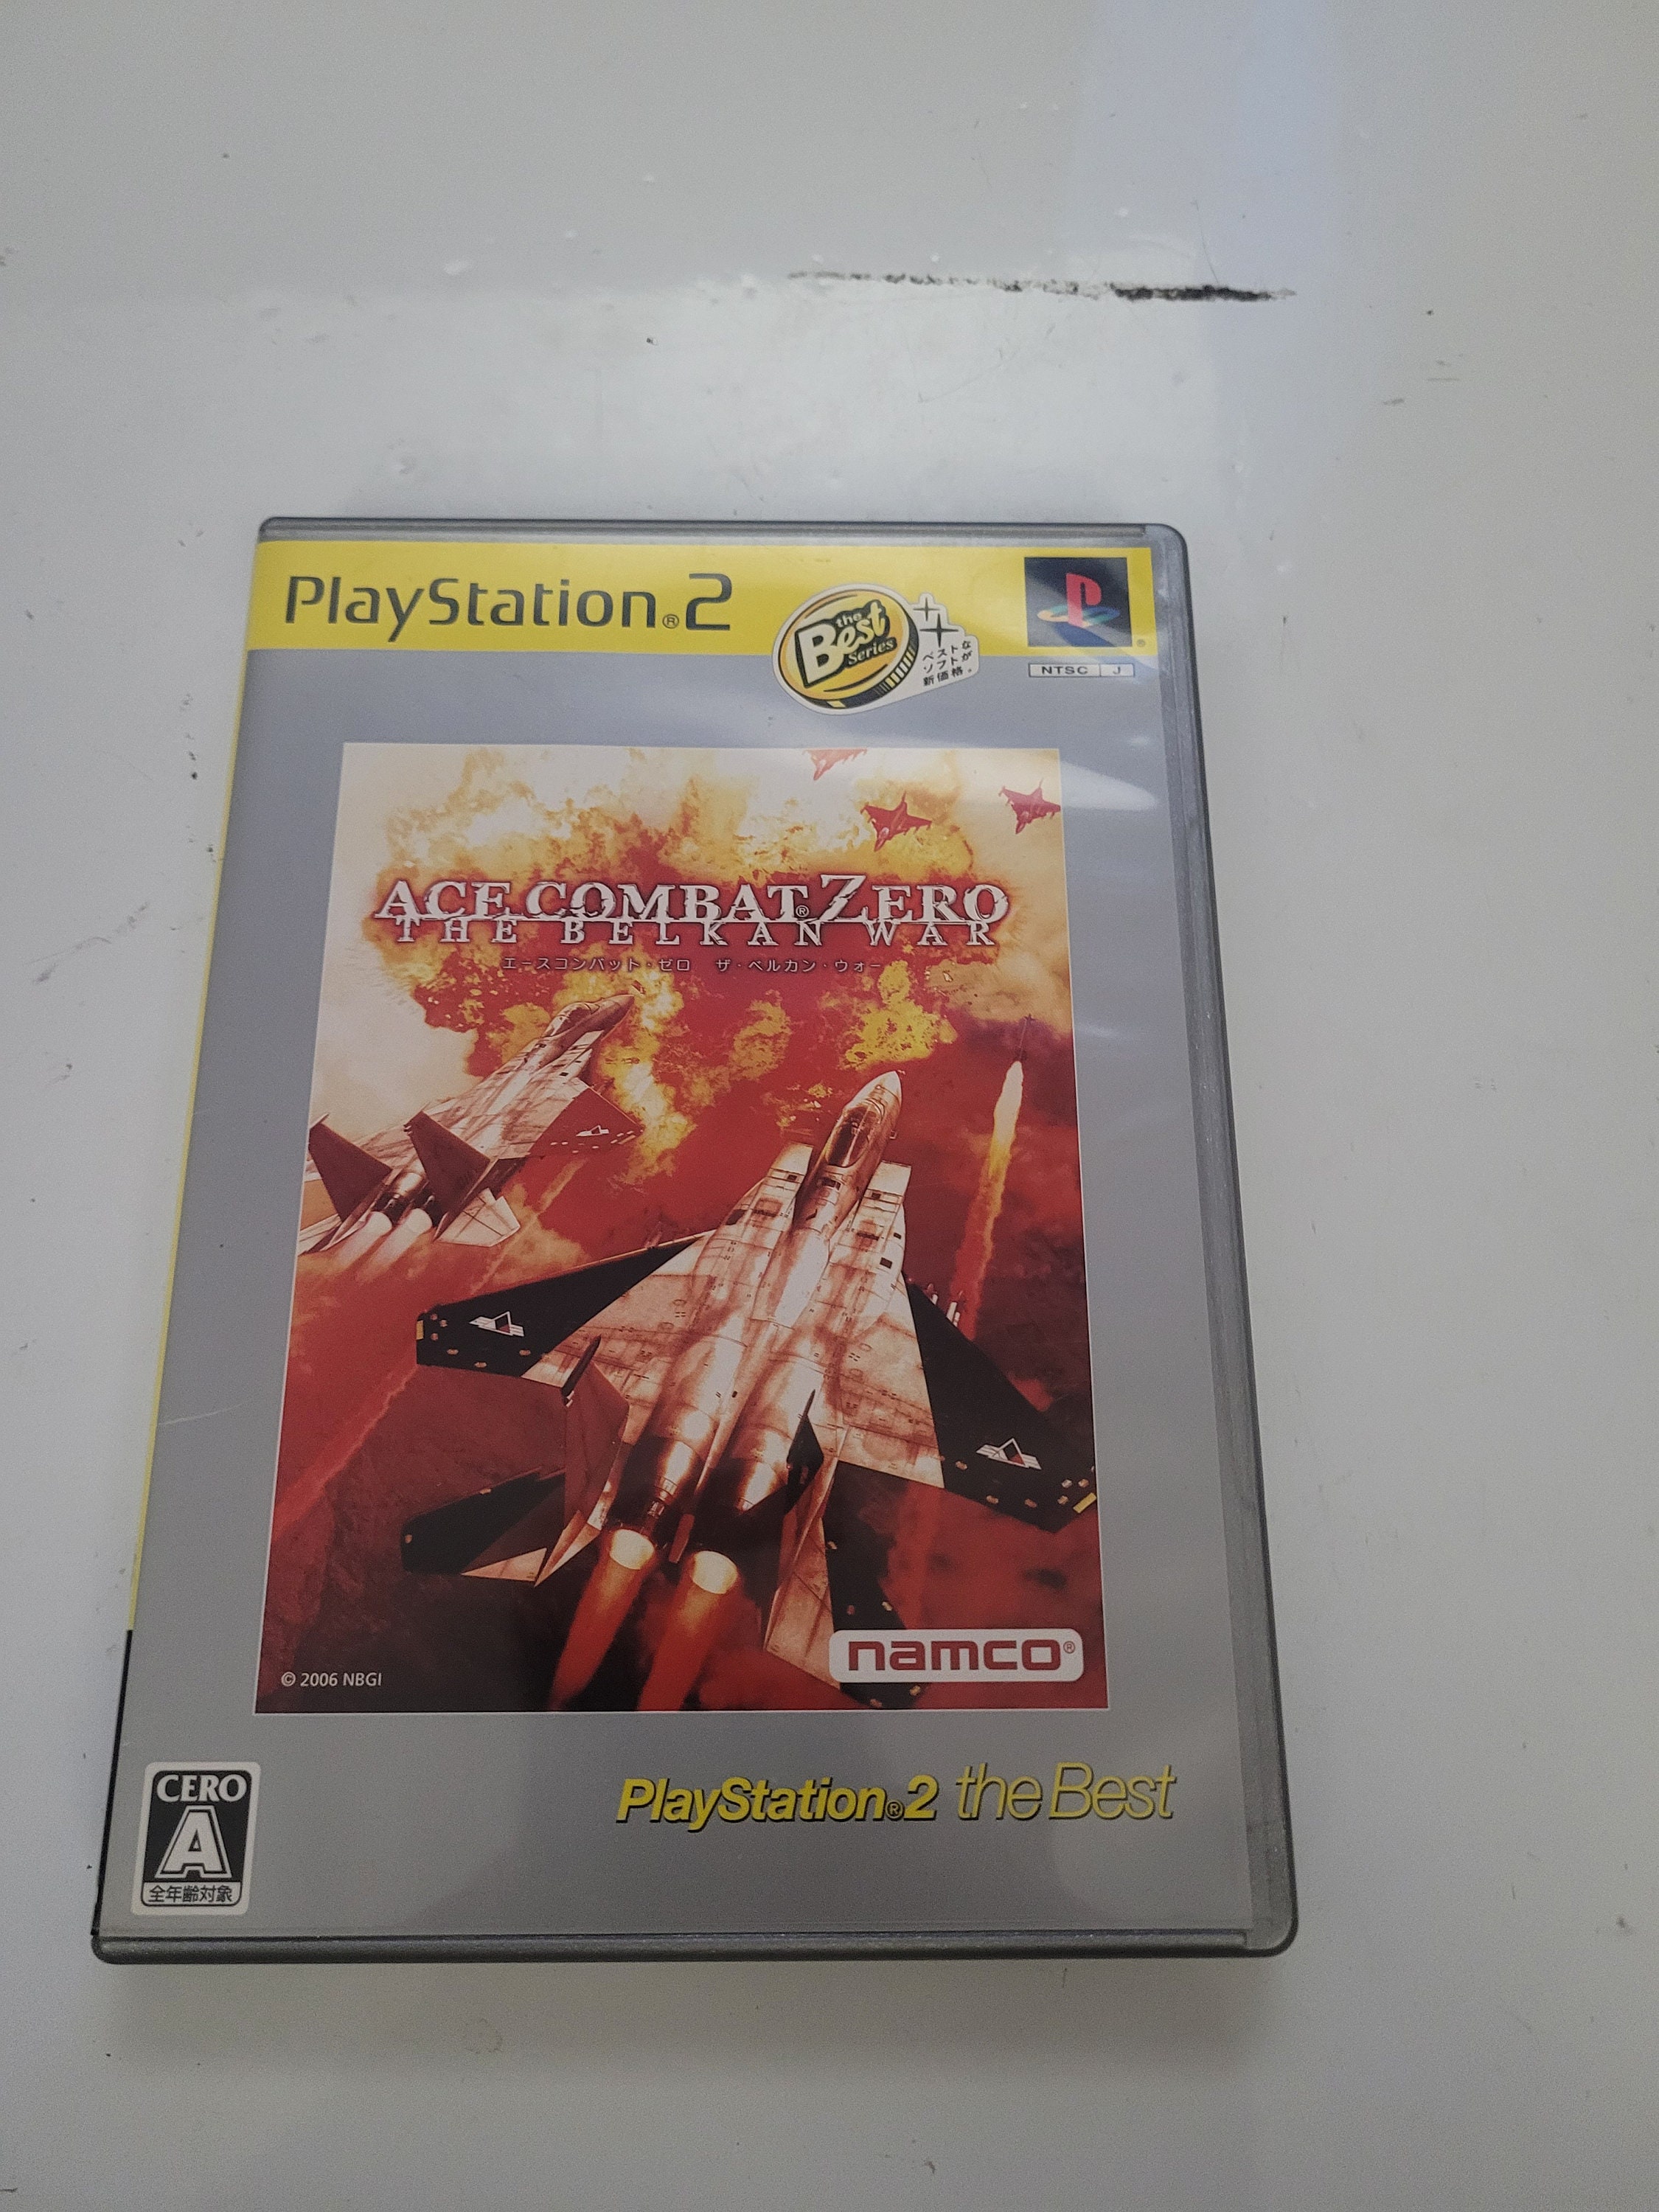 PlayStation®2
the
Best
Series
ベストな
ソフトが
新価格。
NTSC J
ACE COMBAT® ZERO
THE BELKAN WAR
エースコンバット・ゼロ ザ・ベルカン・ウォー
© 2006 NBGI
namco®
PlayStation®2 the Best
CERO
A
全年齢対象